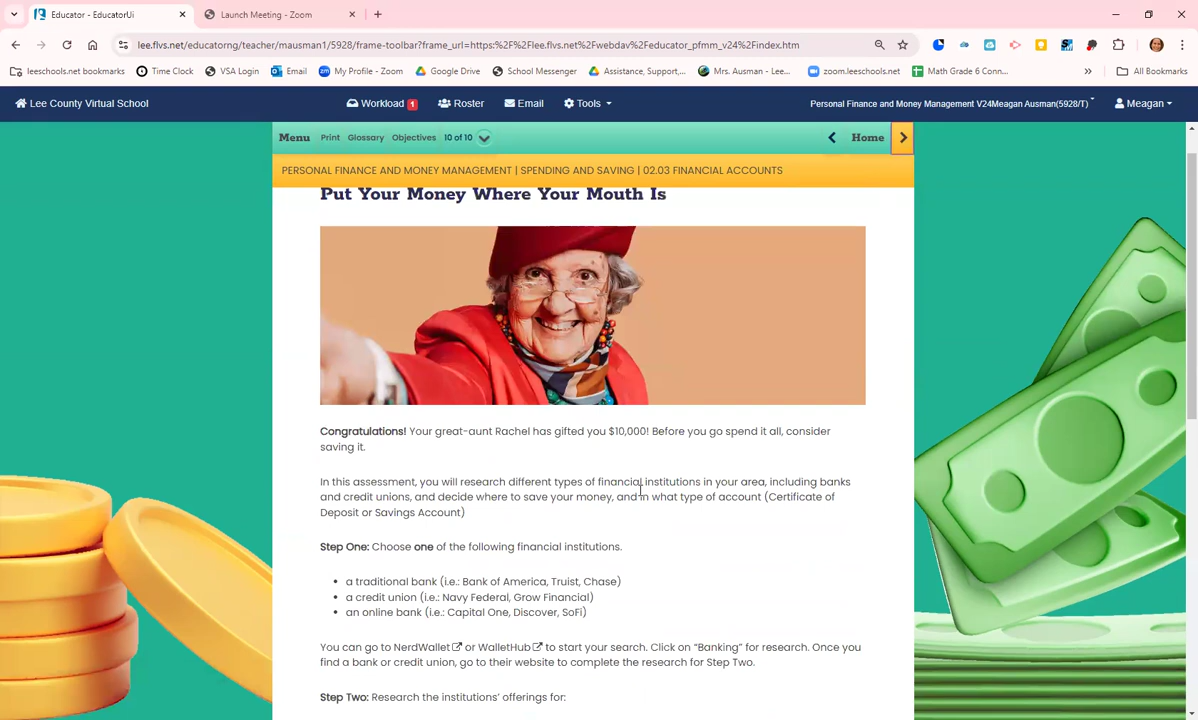 Educator - EducatorUi
Launch Meeting - Zoom
lee.flvs.net/educatorng/teacher/mausman1/5928/frame-toolbar?frame_url=https:%2F%2Flee.flvs.net%2Fwebdav%2Feducator_pfmm_v24%2Findex.htm
leeschools.net bookmarks
Time Clock
VSA Login
Email
My Profile - Zoom
Google Drive
School Messenger
Assistance, Support,...
Mrs. Ausman - Lee...
zoom.leeschools.net
Math Grade 6 Conn...
All Bookmarks
Lee County Virtual School
Workload 1
Roster
Email
Tools
Personal Finance and Money Management V24Meagan Ausman(5928/T)
Meagan
Menu Print Glossary Objectives 10 of 10
Home
PERSONAL FINANCE AND MONEY MANAGEMENT | SPENDING AND SAVING | 02.03 FINANCIAL ACCOUNTS
Put Your Money Where Your Mouth Is
Congratulations! Your great-aunt Rachel has gifted you $10,000! Before you go spend it all, consider
saving it.
In this assessment, you will research different types of financial institutions in your area, including banks
and credit unions, and decide where to save your money, and in what type of account (Certificate of
Deposit or Savings Account)
Step One: Choose one of the following financial institutions.
• a traditional bank (i.e.: Bank of America, Truist, Chase)
• a credit union (i.e.: Navy Federal, Grow Financial)
• an online bank (i.e.: Capital One, Discover, SoFi)
You can go to NerdWallet or WalletHub to start your search. Click on “Banking” for research. Once you
find a bank or credit union, go to their website to complete the research for Step Two.
Step Two: Research the institutions’ offerings for: